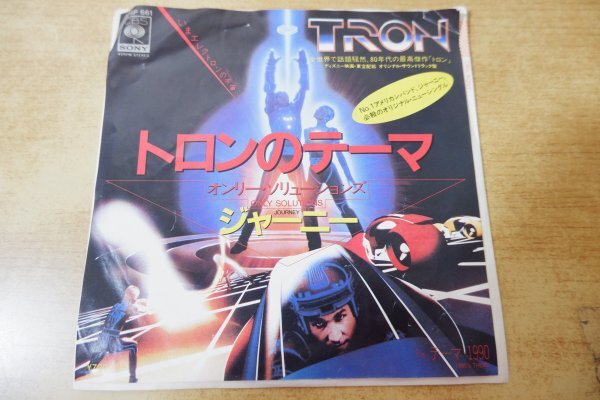 CBS
SONY
TRON
全世界で話題騒然、80年代の最高傑作「トロン」
ディズニー映画・東宝配給 オリジナル・サウンドトラック盤
No.1アメリカン・バンド、ジャーニー、
必殺のオリジナル・ニュー・シングル
トロンのテーマ
オンリー・ソリューションズ
ONLY SOLUTIONS
JOURNEY
ジャーニー
テーマ 1990
1990's THEME